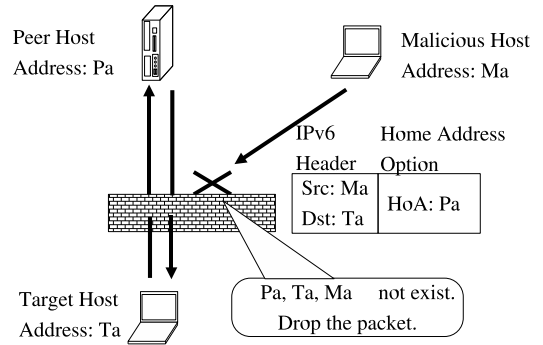 Peer Host
Address: Pa
Malicious Host
Address: Ma
IPv6 Header
Home Address Option
Src: Ma
Dst: Ta
HoA: Pa
Pa, Ta, Ma not exist.
Drop the packet.
Target Host
Address: Ta